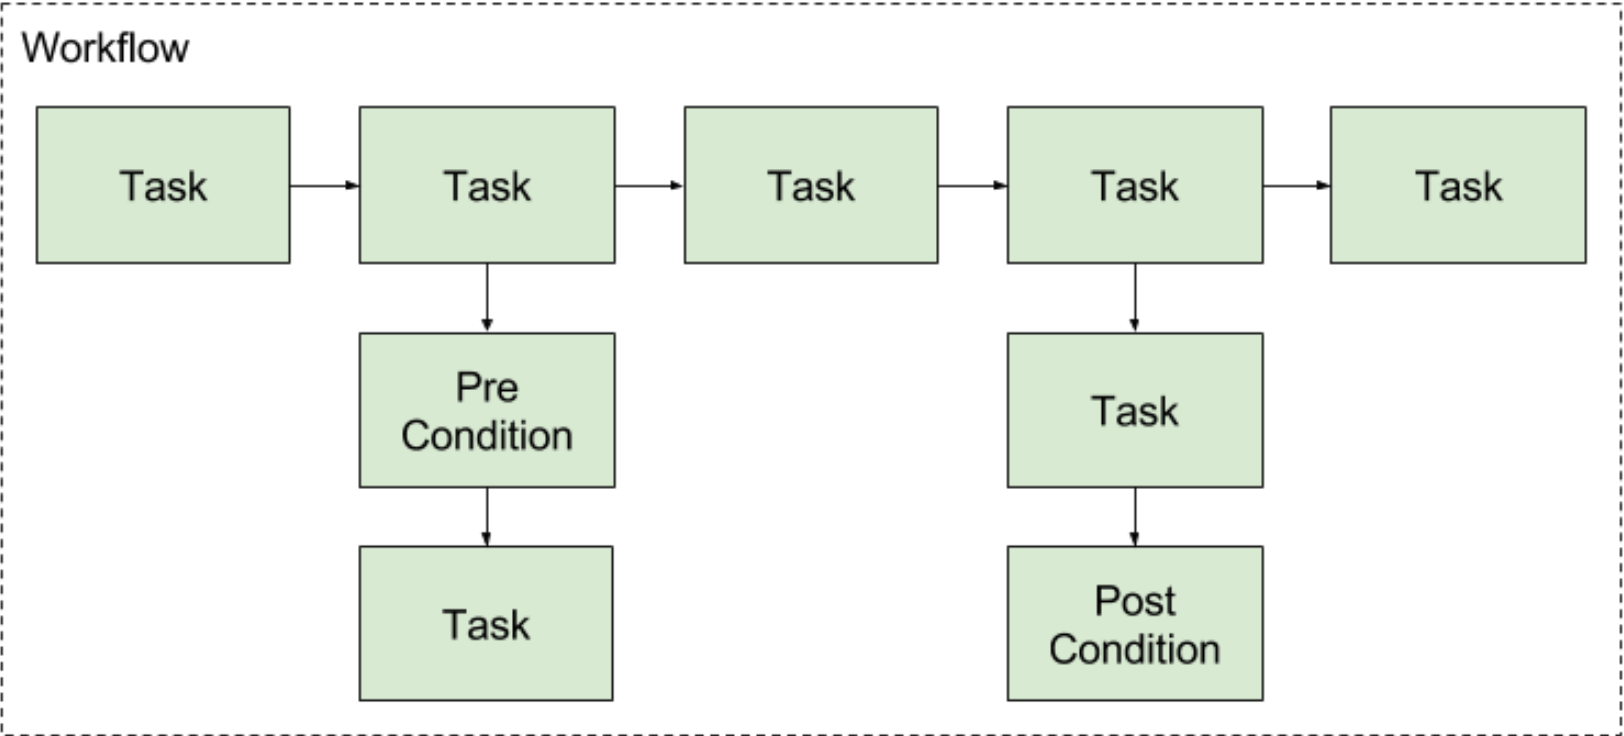 Workflow
Task
Task
Task
Task
Task
Pre
Condition
Task
Task
Post
Condition